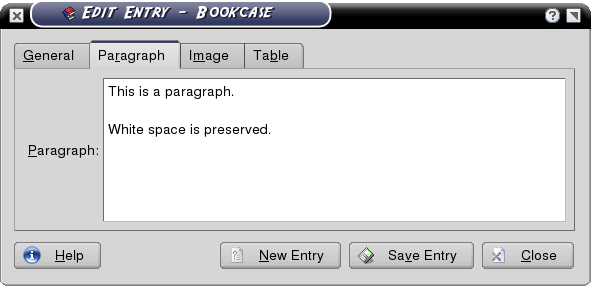 Edit Entry - Bookcase
General Paragraph Image Table
This is a paragraph.
White space is preserved.
Paragraph:
Help New Entry Save Entry Close